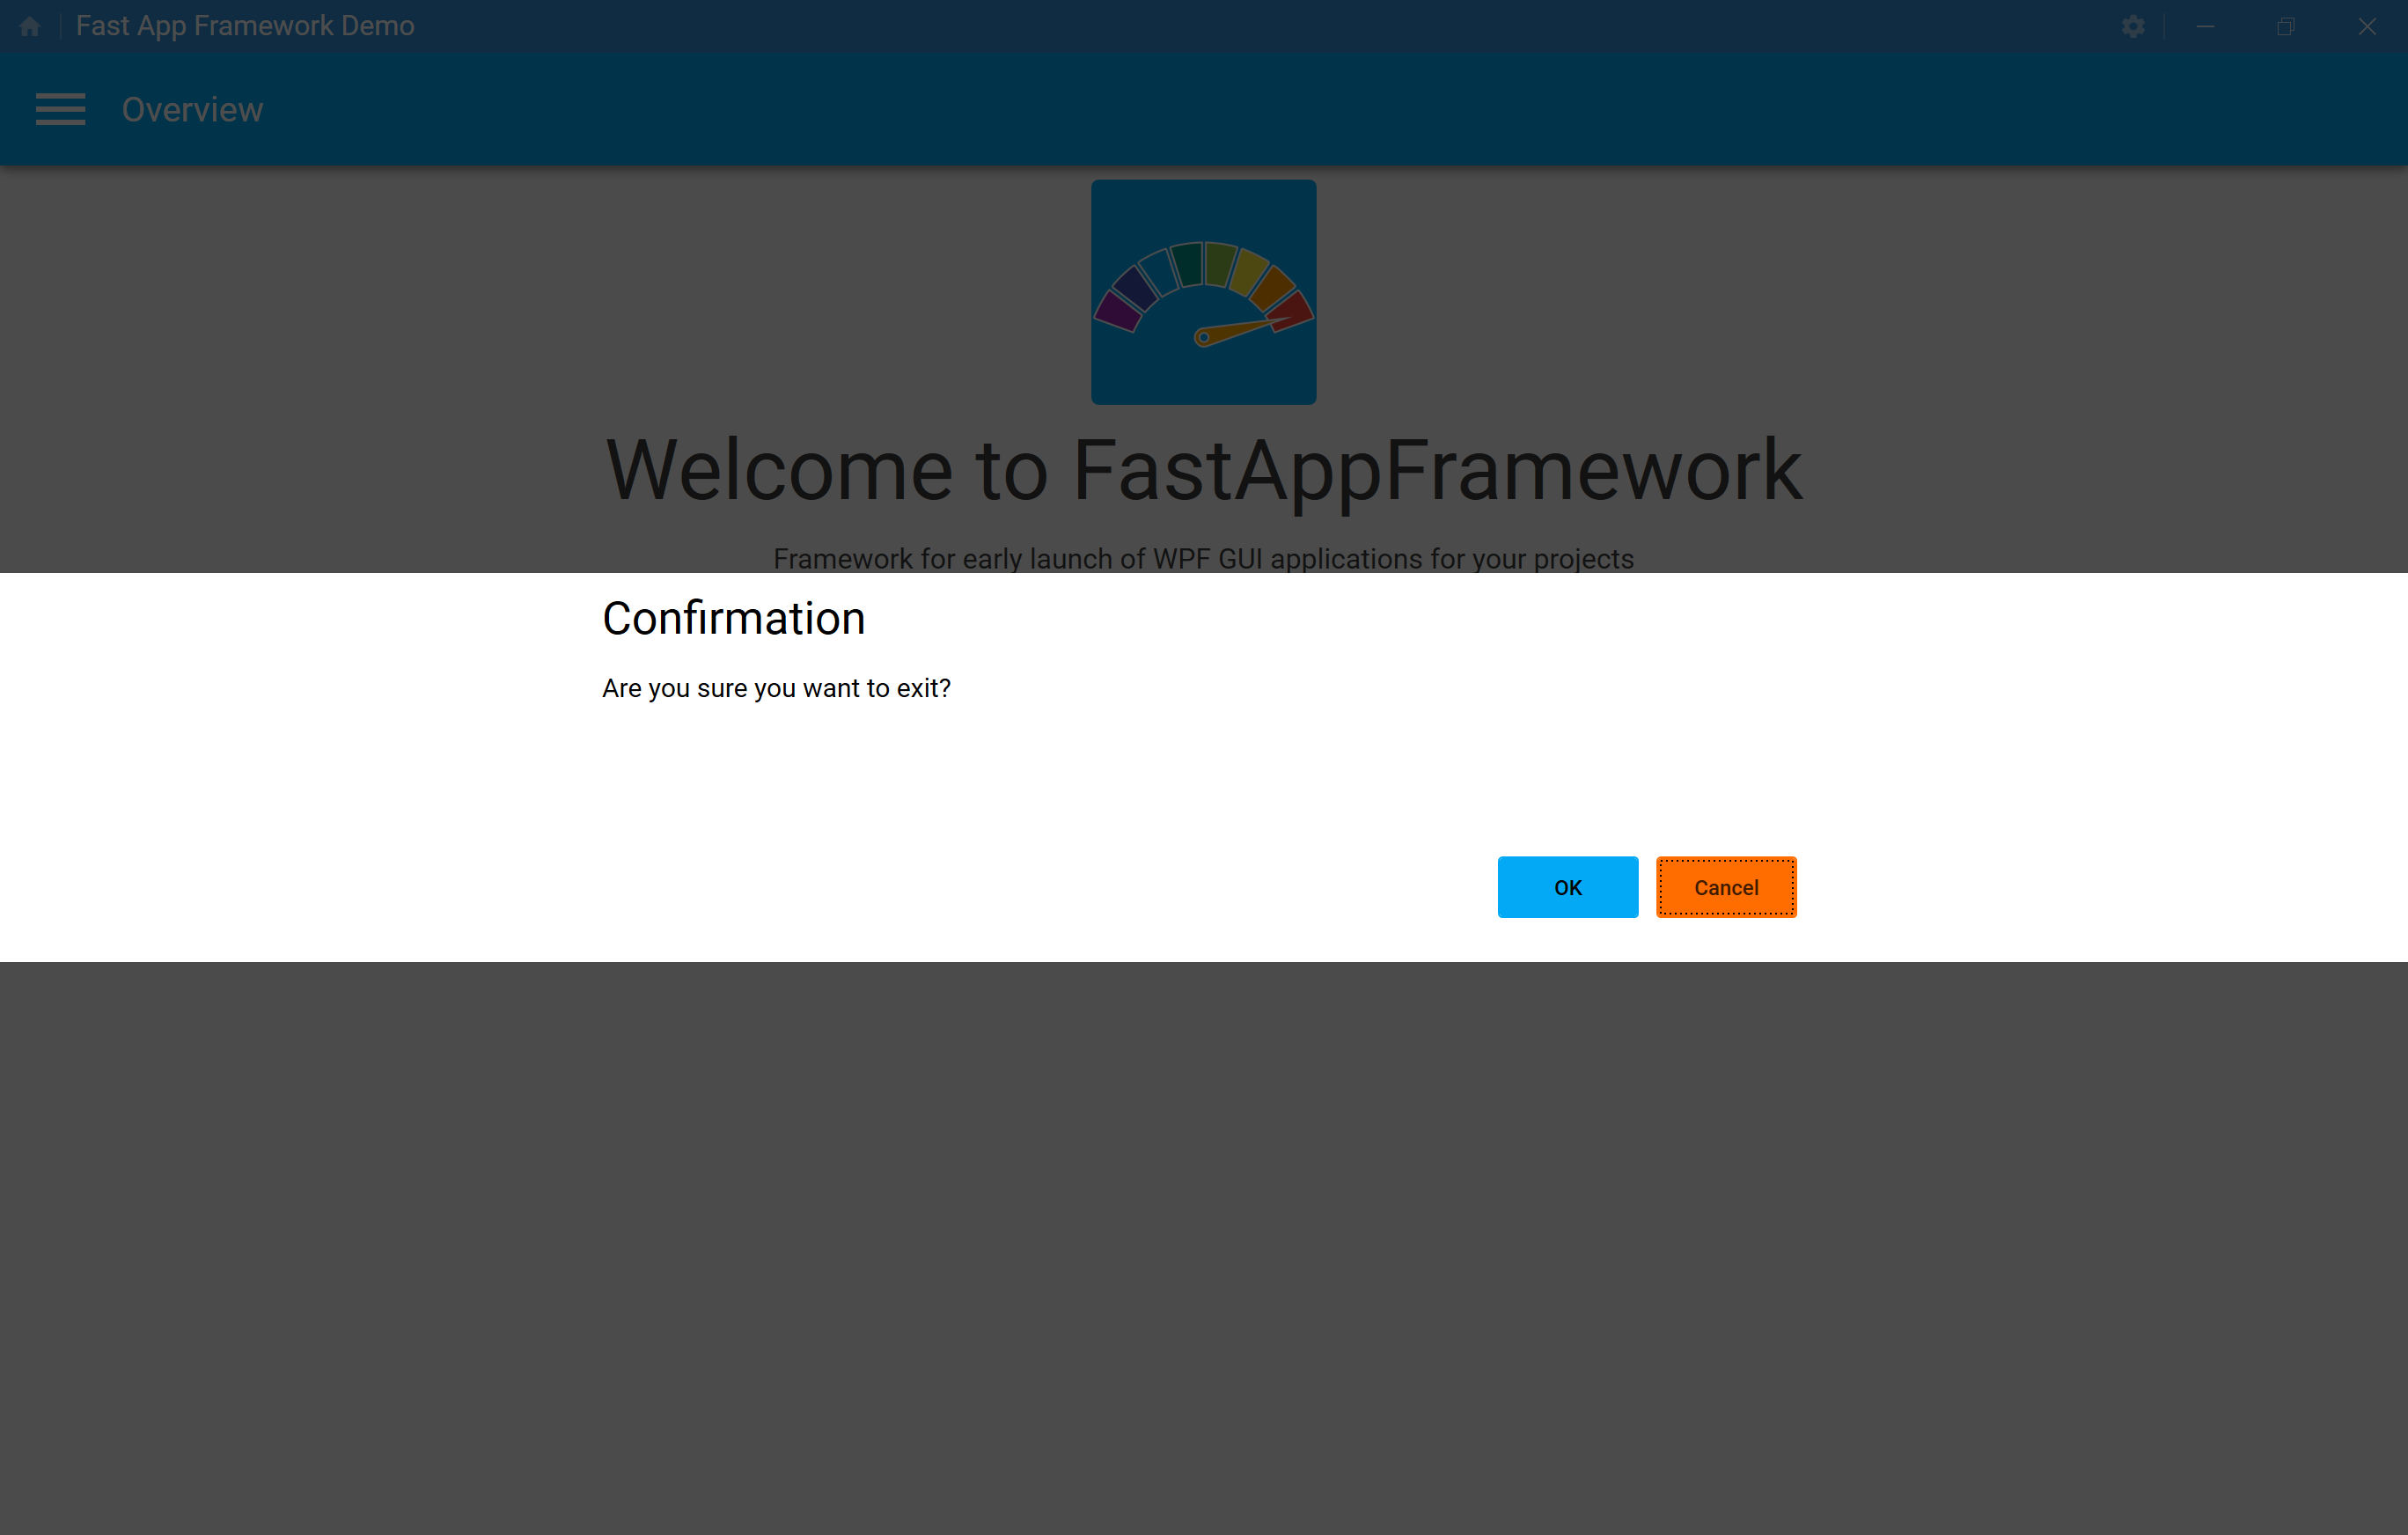 Fast App Framework Demo
Overview
Welcome to FastAppFramework
Framework for early launch of WPF GUI applications for your projects
Confirmation
Are you sure you want to exit?
OK
Cancel